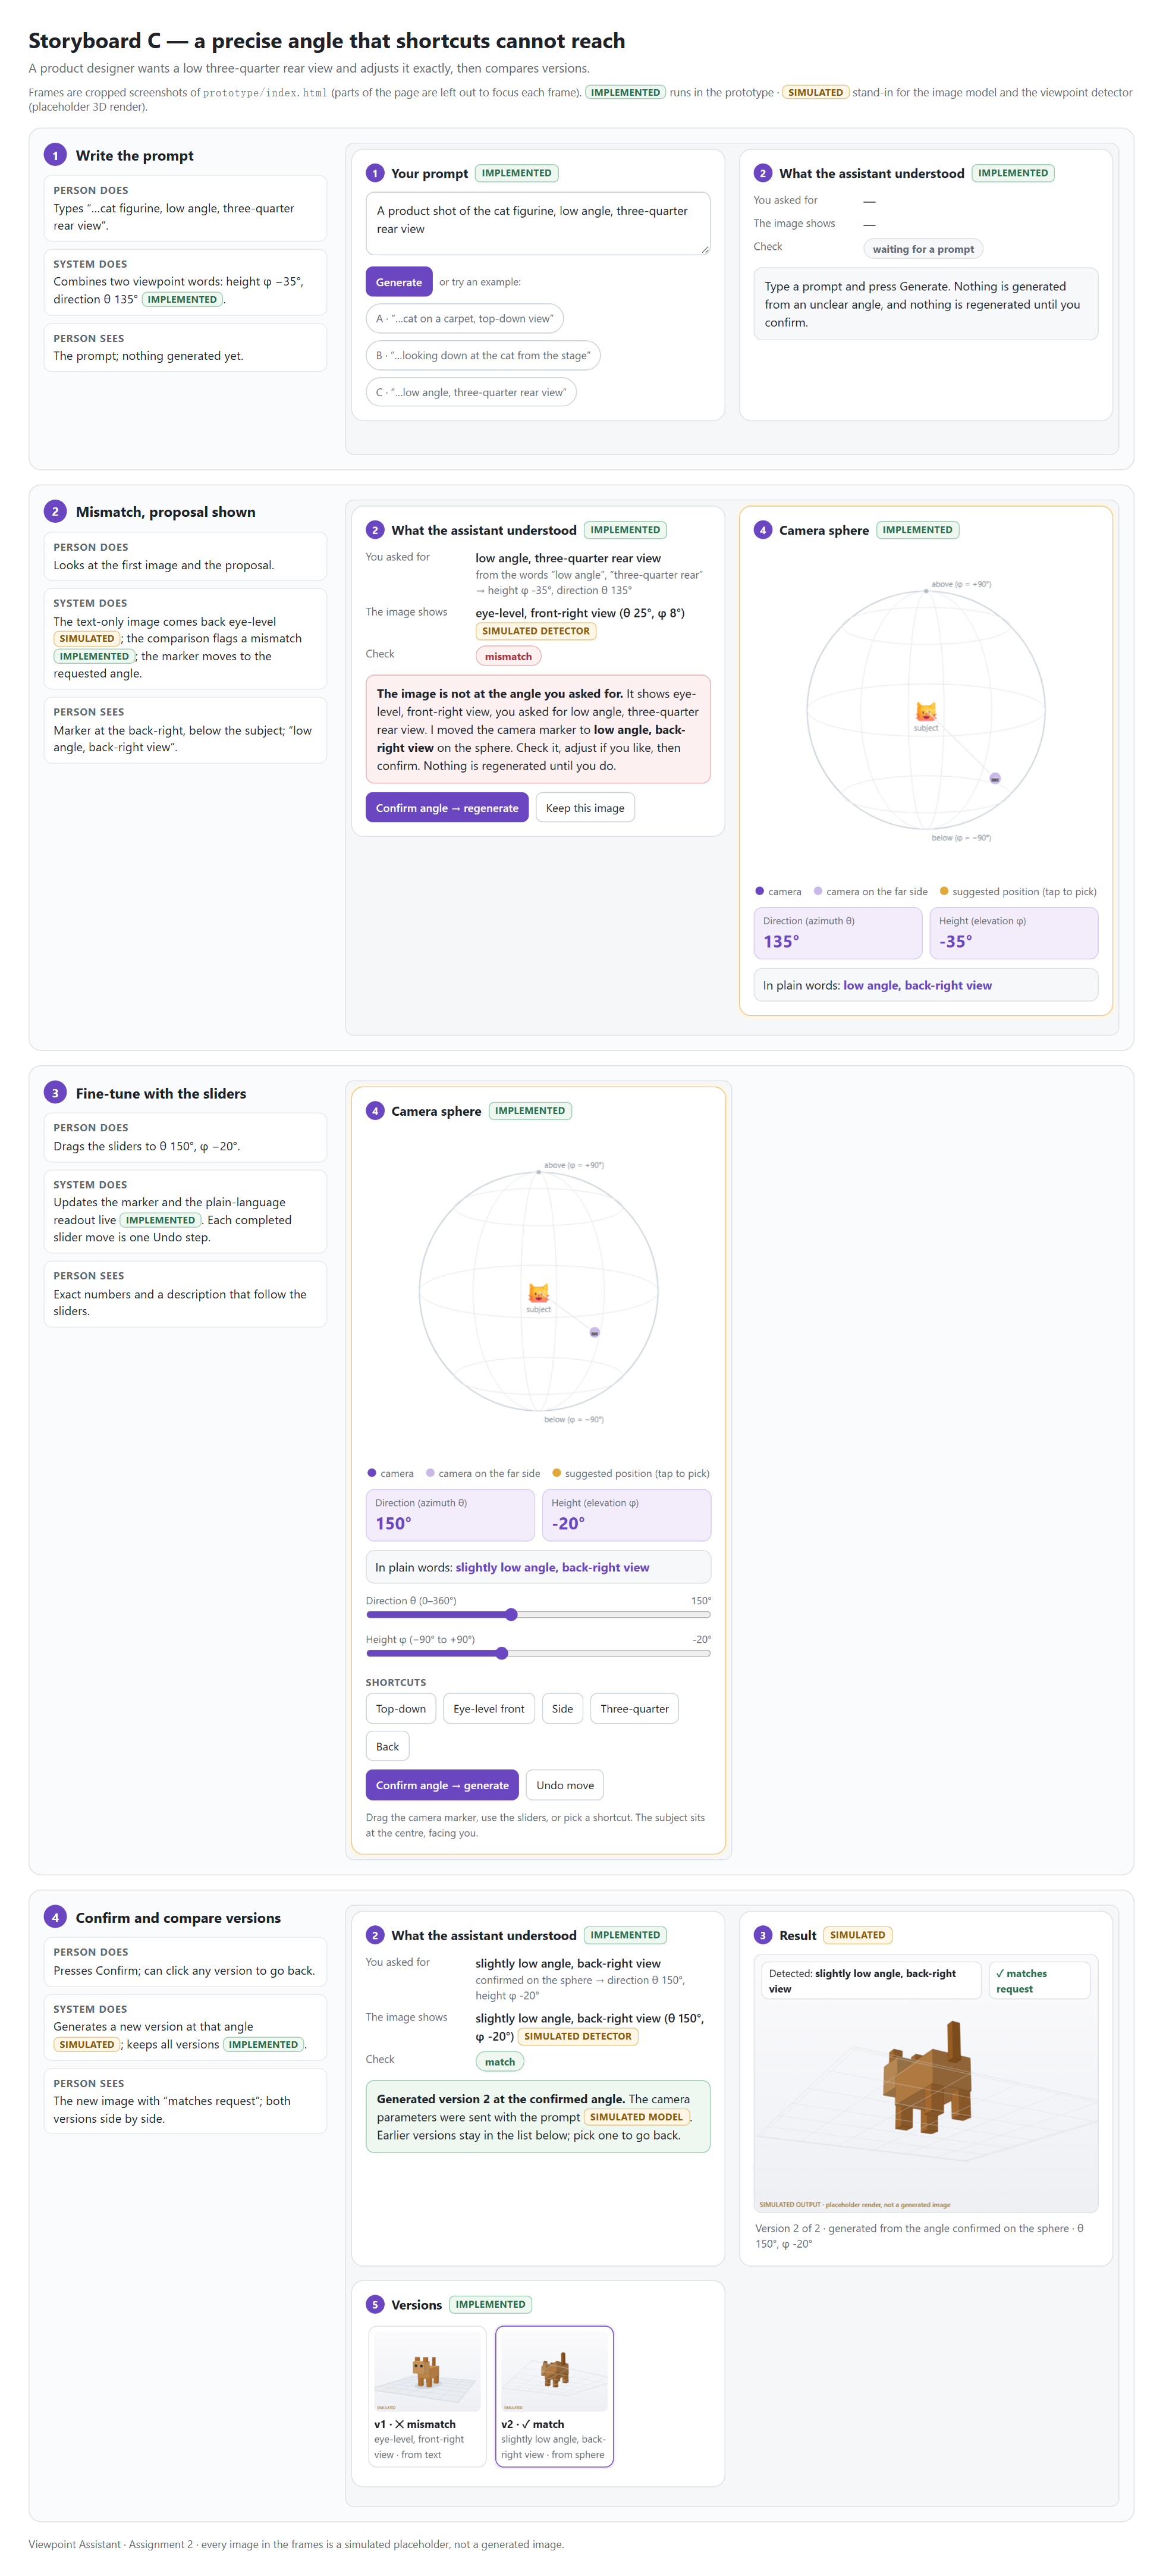 Storyboard C — a precise angle that shortcuts cannot reach
A product designer wants a low three-quarter rear view and adjusts it exactly, then compares versions.
Frames are cropped screenshots of prototype/index.html (parts of the page are left out to focus each frame). IMPLEMENTED runs in the prototype · SIMULATED stand-in for the image model and the viewpoint detector
(placeholder 3D render).
1 Write the prompt
PERSON DOES
Types “...cat figurine, low angle, three-quarter
rear view”.
SYSTEM DOES
Combines two viewpoint words: height φ −35°,
direction θ 135° IMPLEMENTED.
PERSON SEES
The prompt; nothing generated yet.
1 Your prompt IMPLEMENTED
A product shot of the cat figurine, low angle, three-quarter
rear view
Generate or try an example:
A · “...cat on a carpet, top-down view”
B · “...looking down at the cat from the stage”
C · “...low angle, three-quarter rear view”
2 What the assistant understood IMPLEMENTED
You asked for —
The image shows —
Check waiting for a prompt
Type a prompt and press Generate. Nothing is generated
from an unclear angle, and nothing is regenerated until you
confirm.
2 Mismatch, proposal shown
PERSON DOES
Looks at the first image and the proposal.
SYSTEM DOES
The text-only image comes back eye-level
SIMULATED; the comparison flags a mismatch
IMPLEMENTED; the marker moves to the
requested angle.
PERSON SEES
Marker at the back-right, below the subject; “low
angle, back-right view”.
2 What the assistant understood IMPLEMENTED
You asked for low angle, three-quarter rear view
from the words “low angle”, “three-quarter rear”
→ height φ -35°, direction θ 135°
The image shows eye-level, front-right view (θ 25°, φ 8°)
SIMULATED DETECTOR
Check mismatch
The image is not at the angle you asked for. It shows eye-
level, front-right view, you asked for low angle, three-quarter
rear view. I moved the camera marker to low angle, back-
right view on the sphere. Check it, adjust if you like, then
confirm. Nothing is regenerated until you do.
Confirm angle → regenerate Keep this image
4 Camera sphere IMPLEMENTED
above (φ = +90°)
subject
below (φ = −90°)
camera camera on the far side suggested position (tap to pick)
Direction (azimuth θ) Height (elevation φ)
135° -35°
In plain words: low angle, back-right view
3 Fine-tune with the sliders
PERSON DOES
Drags the sliders to θ 150°, φ −20°.
SYSTEM DOES
Updates the marker and the plain-language
readout live IMPLEMENTED. Each completed
slider move is one Undo step.
PERSON SEES
Exact numbers and a description that follow the
sliders.
4 Camera sphere IMPLEMENTED
above (φ = +90°)
subject
below (φ = −90°)
camera camera on the far side suggested position (tap to pick)
Direction (azimuth θ) Height (elevation φ)
150° -20°
In plain words: slightly low angle, back-right view
Direction θ (0–360°) 150°
Height φ (−90° to +90°) -20°
SHORTCUTS
Top-down Eye-level front Side Three-quarter
Back
Confirm angle → generate Undo move
Drag the camera marker, use the sliders, or pick a shortcut. The subject sits
at the centre, facing you.
4 Confirm and compare versions
PERSON DOES
Presses Confirm; can click any version to go back.
SYSTEM DOES
Generates a new version at that angle
SIMULATED; keeps all versions IMPLEMENTED.
PERSON SEES
The new image with “matches request”; both
versions side by side.
2 What the assistant understood IMPLEMENTED
You asked for slightly low angle, back-right view
confirmed on the sphere → direction θ 150°,
height φ -20°
The image shows slightly low angle, back-right view (θ 150°,
φ -20°) SIMULATED DETECTOR
Check match
Generated version 2 at the confirmed angle. The camera
parameters were sent with the prompt SIMULATED MODEL.
Earlier versions stay in the list below; pick one to go back.
3 Result SIMULATED
Detected: slightly low angle, back-right
view
✓ matches
request
SIMULATED OUTPUT · placeholder render, not a generated image
Version 2 of 2 · generated from the angle confirmed on the sphere · θ
150°, φ -20°
5 Versions IMPLEMENTED
SIMULATED
v1 · ✕ mismatch
eye-level, front-right
view · from text
SIMULATED
v2 · ✓ match
slightly low angle, back-
right view · from sphere
Viewpoint Assistant · Assignment 2 · every image in the frames is a simulated placeholder, not a generated image.